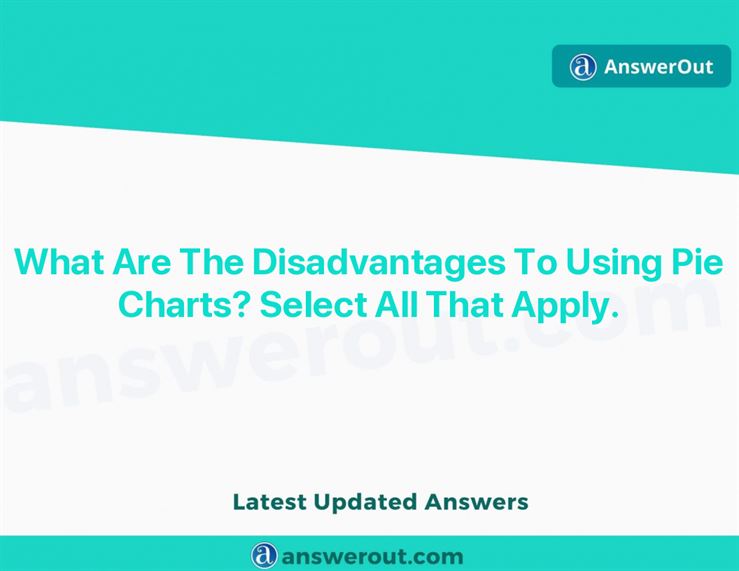 AnswerOut
What Are The Disadvantages To Using Pie
Charts? Select All That Apply.
answerout.com
Latest Updated Answers
answerout.com